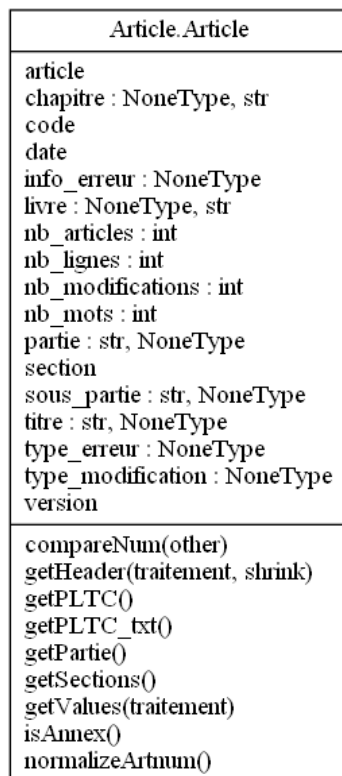 Article.Article
article
chapitre : NoneType, str
code
date
info_erreur : NoneType
livre : NoneType, str
nb_articles : int
nb_lignes : int
nb_modifications : int
nb_mots : int
partie : str, NoneType
section
sous_partie : str, NoneType
titre : str, NoneType
type_erreur : NoneType
type_modification : NoneType
version
compareNum(other)
getHeader(traitement, shrink)
getPLTC()
getPLTC_txt()
getPartie()
getSections()
getValues(traitement)
isAnnex()
normalizeArtnum()